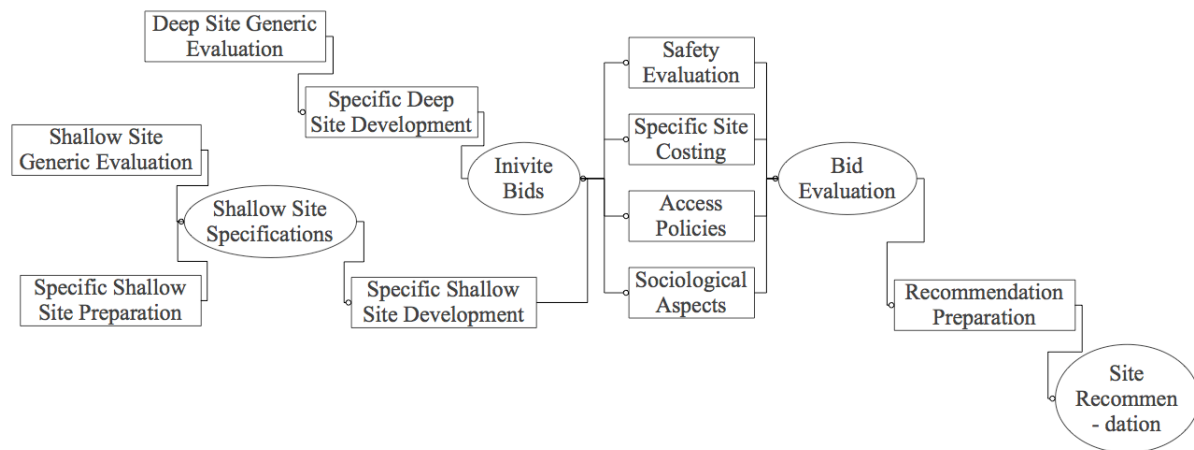 Deep Site Generic
Evaluation
Specific Deep
Site Development
Shallow Site
Generic Evaluation
Shallow Site
Specifications
Specific Shallow
Site Preparation
Specific Shallow
Site Development
Inivite
Bids
Safety
Evaluation
Specific Site
Costing
Access
Policies
Sociological
Aspects
Bid
Evaluation
Recommendation
Preparation
Site
Recommen
- dation